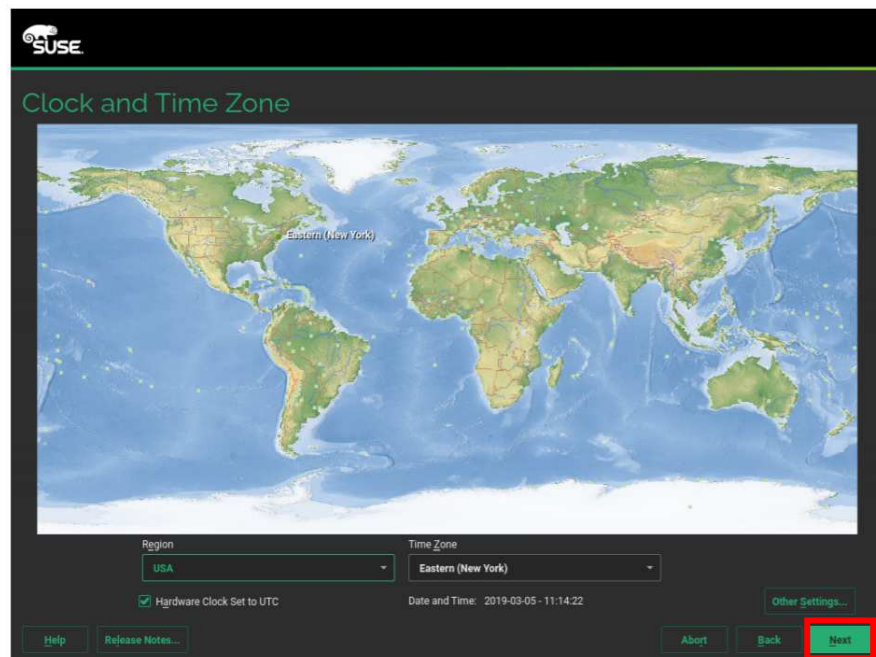 SUSE.
Clock and Time Zone
Eastern (New York)
Region
Time Zone
USA
Eastern (New York)
Hardware Clock Set to UTC
Date and Time: 2019-03-05 - 11:14:22
Other Settings...
Help
Release Notes...
Abort
Back
Next